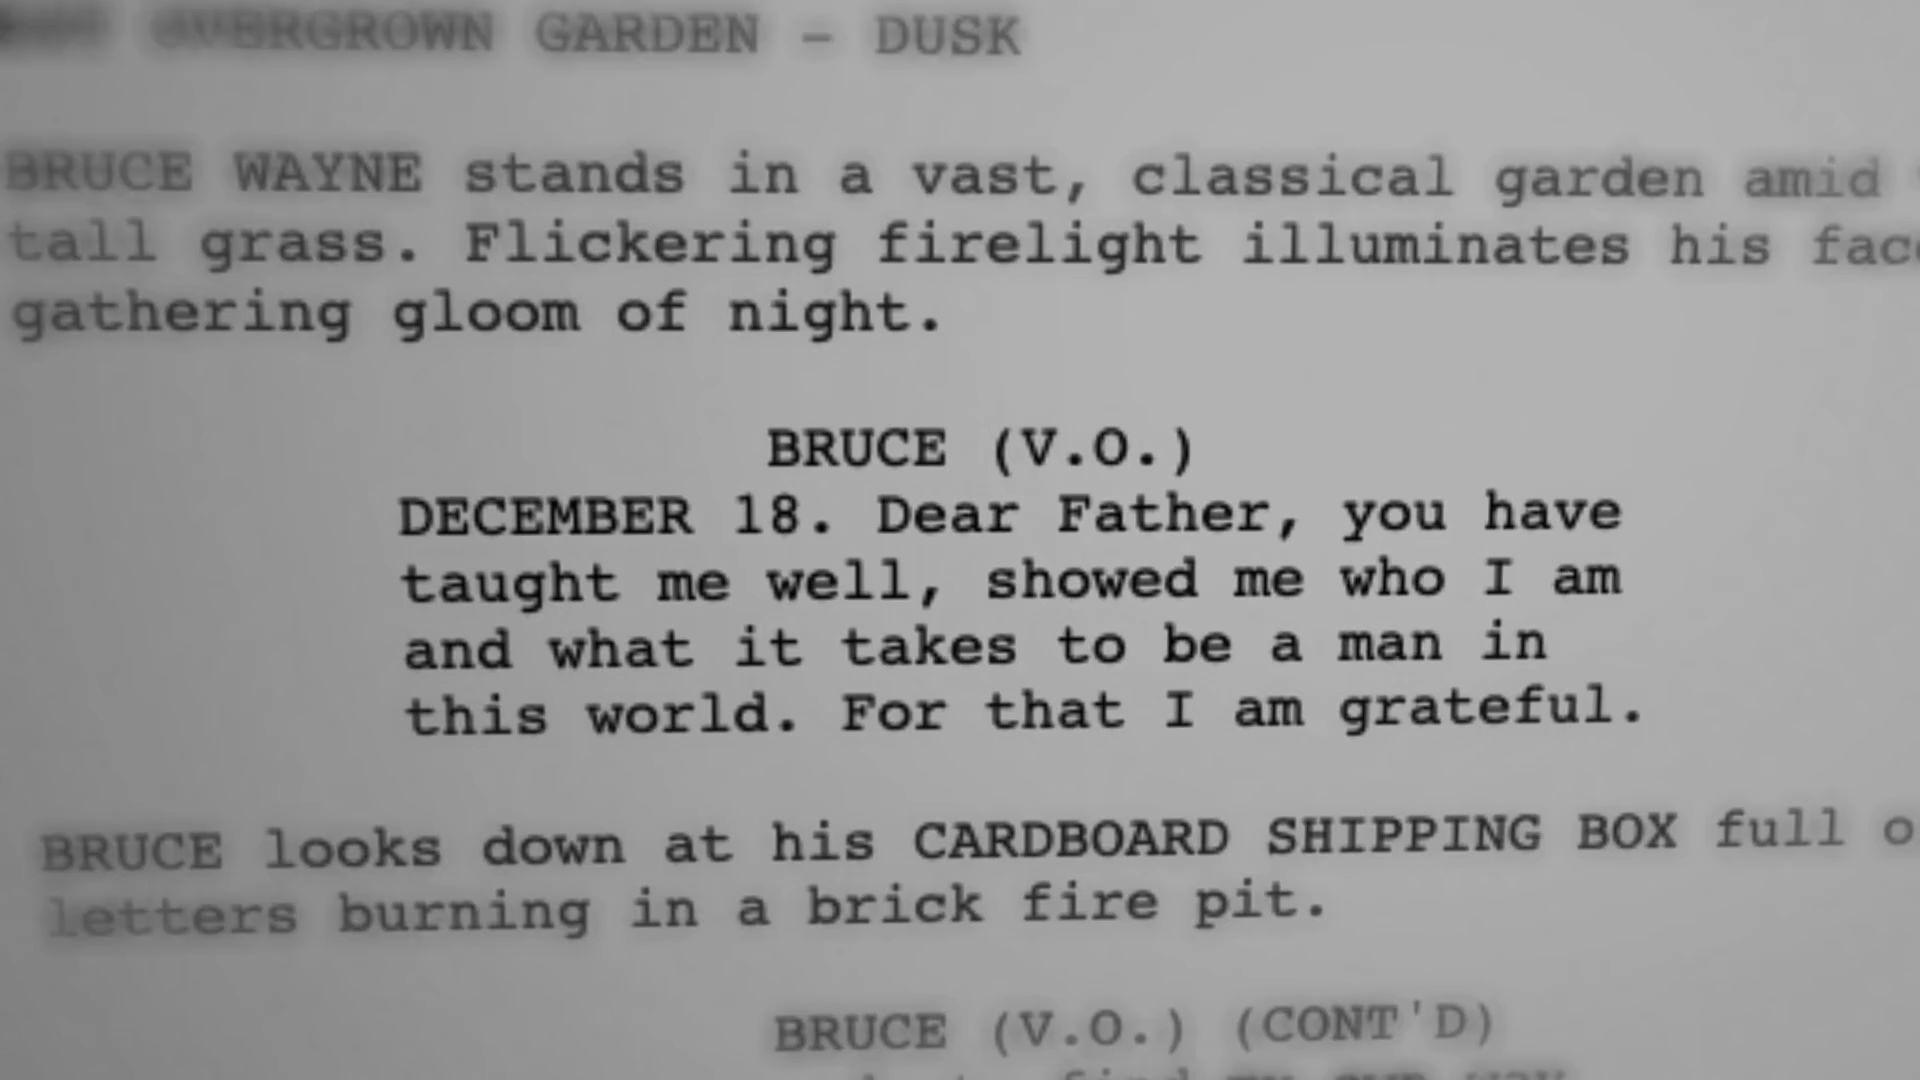 OVERGROWN GARDEN - DUSK
BRUCE WAYNE stands in a vast, classical garden amid
tall grass. Flickering firelight illuminates his
gathering gloom of night.
BRUCE (V.O.)
DECEMBER 18. Dear Father, you have
taught me well, showed me who I am
and what it takes to be a man in
this world. For that I am grateful.
BRUCE looks down at his CARDBOARD SHIPPING BOX full
letters burning in a brick fire pit.
BRUCE (V.O.) (CONT'D)